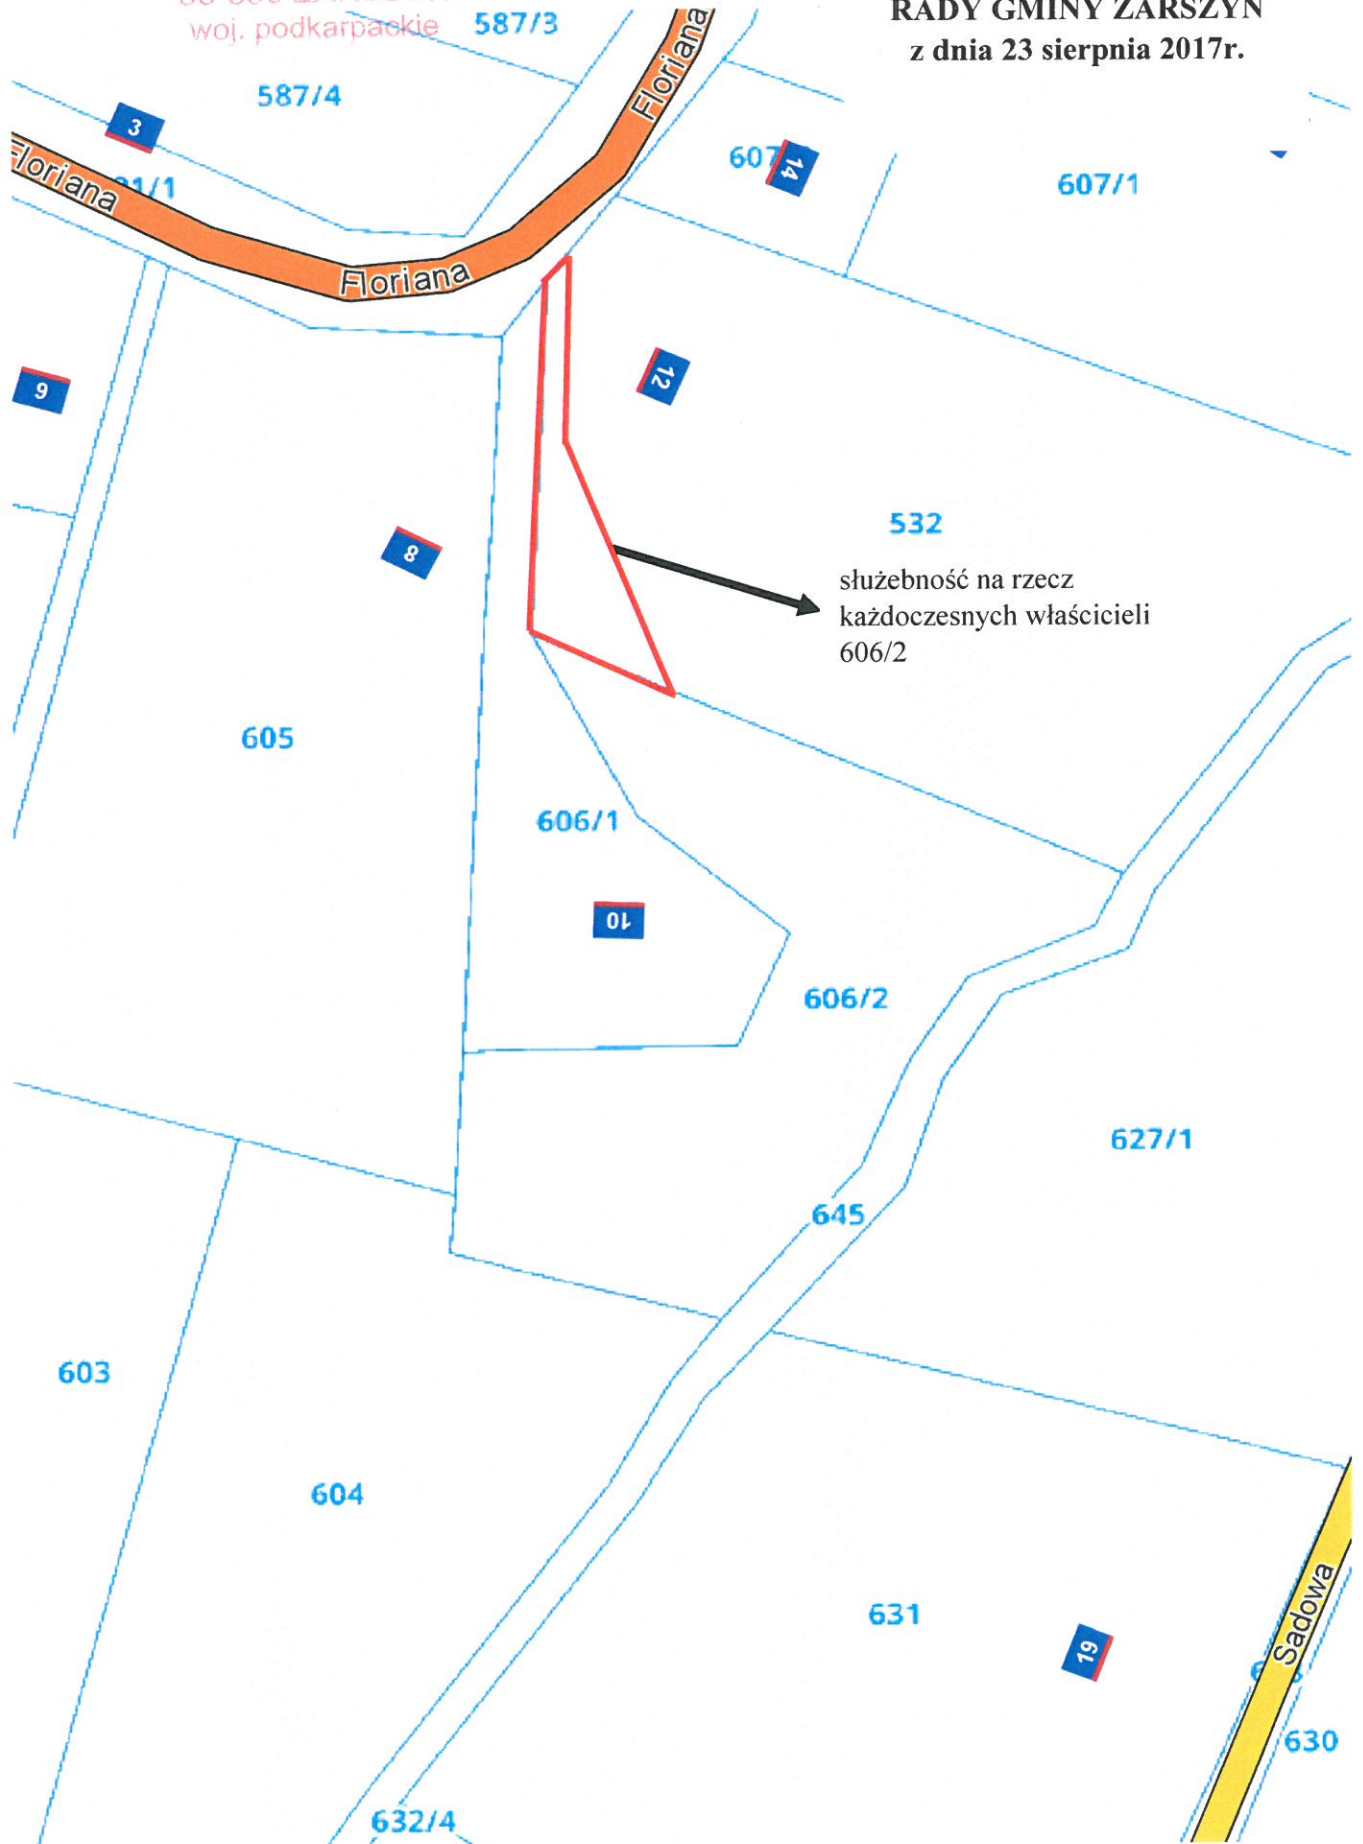 woj. podkarpackie
RADY GMINY ZARSZYN
z dnia 23 sierpnia 2017r.
587/3
587/4
Floriana
3
14
607/1
Floriana
Floriana
12
9
8
532
służebność na rzecz
każdoczesnych właścicieli
606/2
605
606/1
10
606/2
627/1
645
603
604
631
19
Sadowa
630
632/4